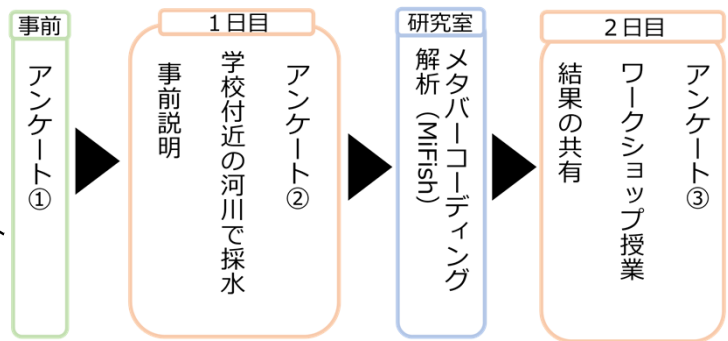 事前
アンケート①
1日目
事前説明
学校付近の河川で採水
アンケート②
研究室
メタバーコーディング
解析（MiFish）
2日目
結果の共有
ワークショップ授業
アンケート③